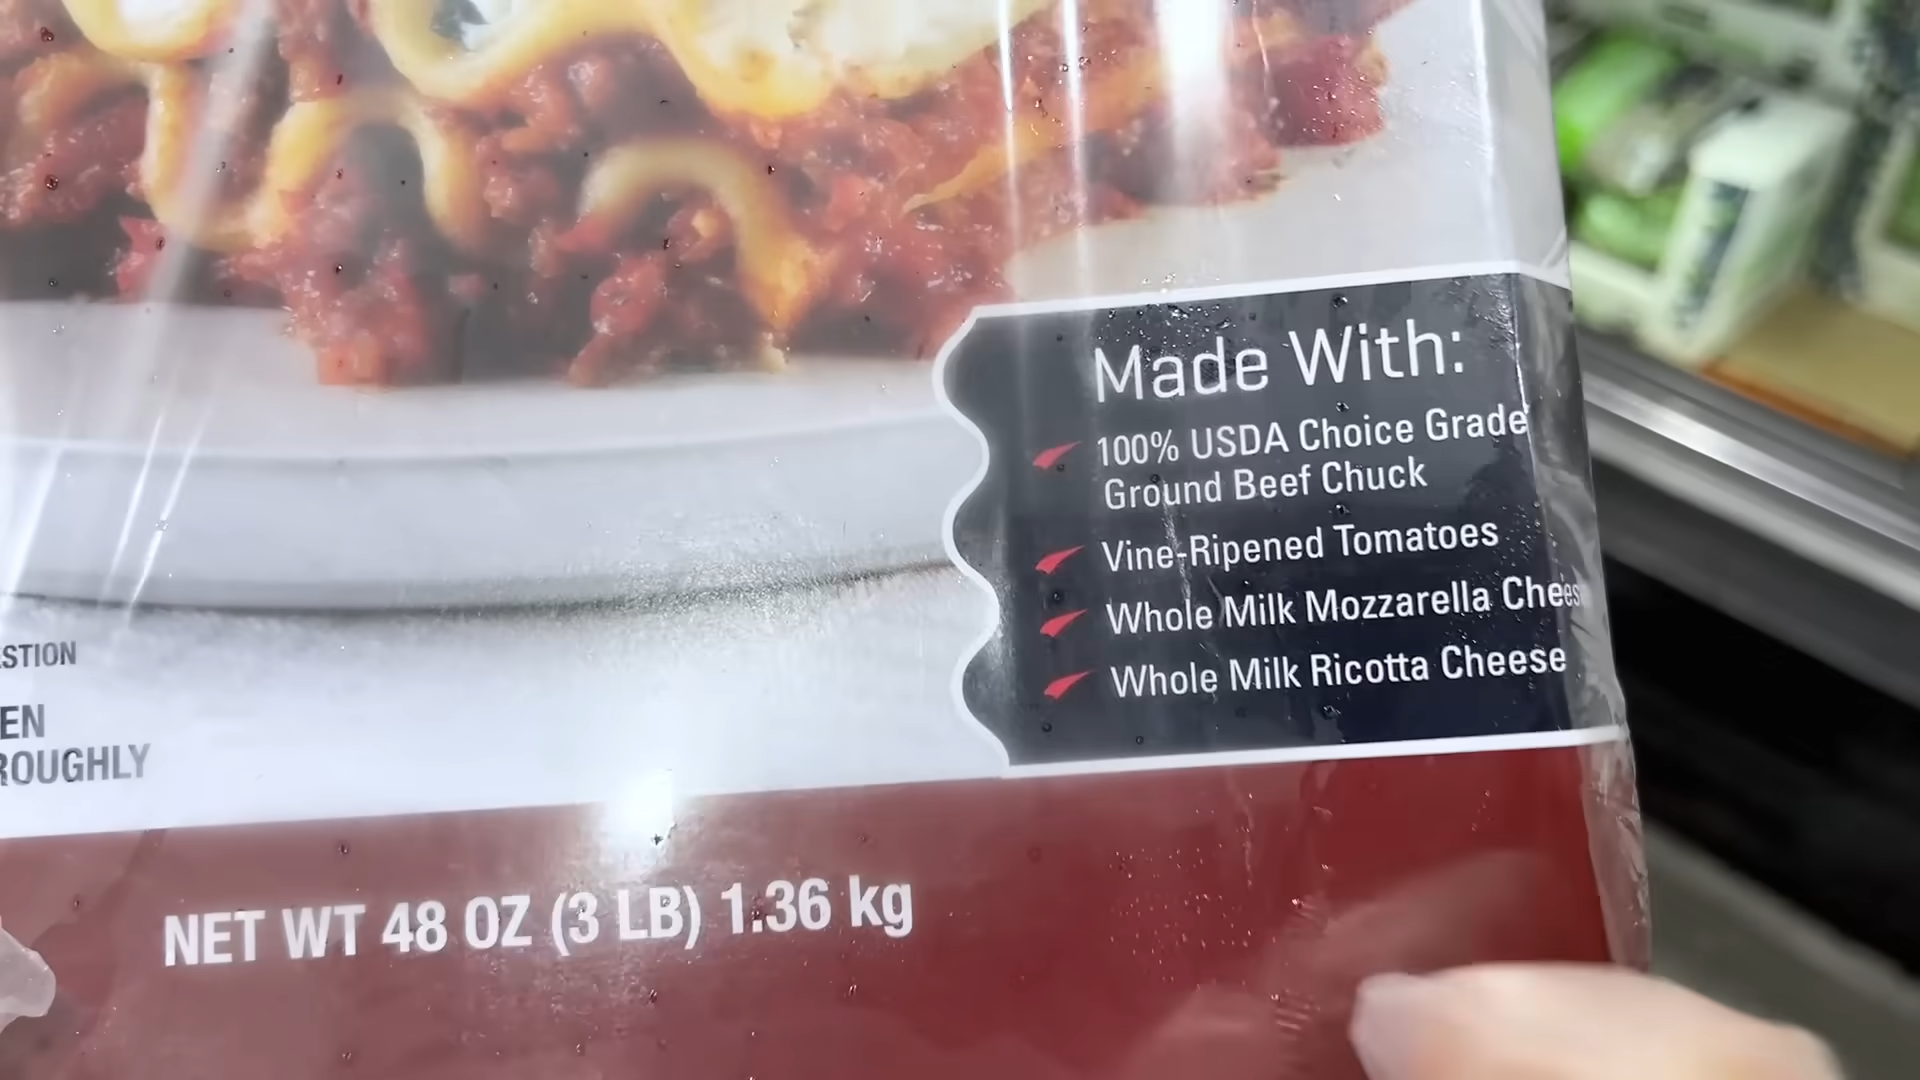 Made With:
100% USDA Choice Grade
Ground Beef Chuck
Vine-Ripened Tomatoes
Whole Milk Mozzarella Chees
Whole Milk Ricotta Cheese
STION
EN
ROUGHLY
NET WT 48 OZ (3 LB) 1.36 kg